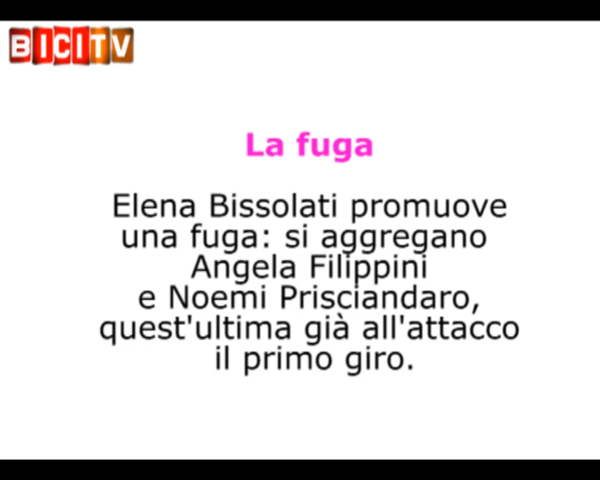 BICITV
La fuga
Elena Bissolati promuove
una fuga: si aggregano
Angela Filippini
e Noemi Prisciandaro,
quest'ultima già all'attacco
il primo giro.